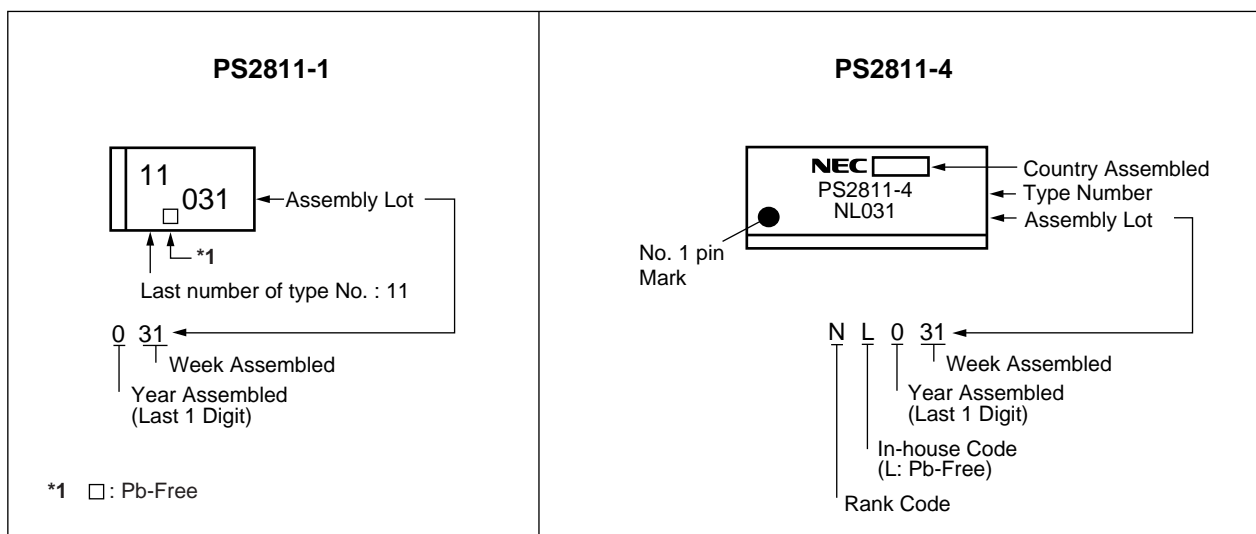 PS2811-1
11
031
Assembly Lot
*1
Last number of type No. : 11
0 31
Week Assembled
Year Assembled
(Last 1 Digit)
*1 □ : Pb-Free
PS2811-4
NEC
Country Assembled
PS2811-4
Type Number
NL031
Assembly Lot
No. 1 pin
Mark
N L 0 31
Week Assembled
Year Assembled
(Last 1 Digit)
In-house Code
(L: Pb-Free)
Rank Code